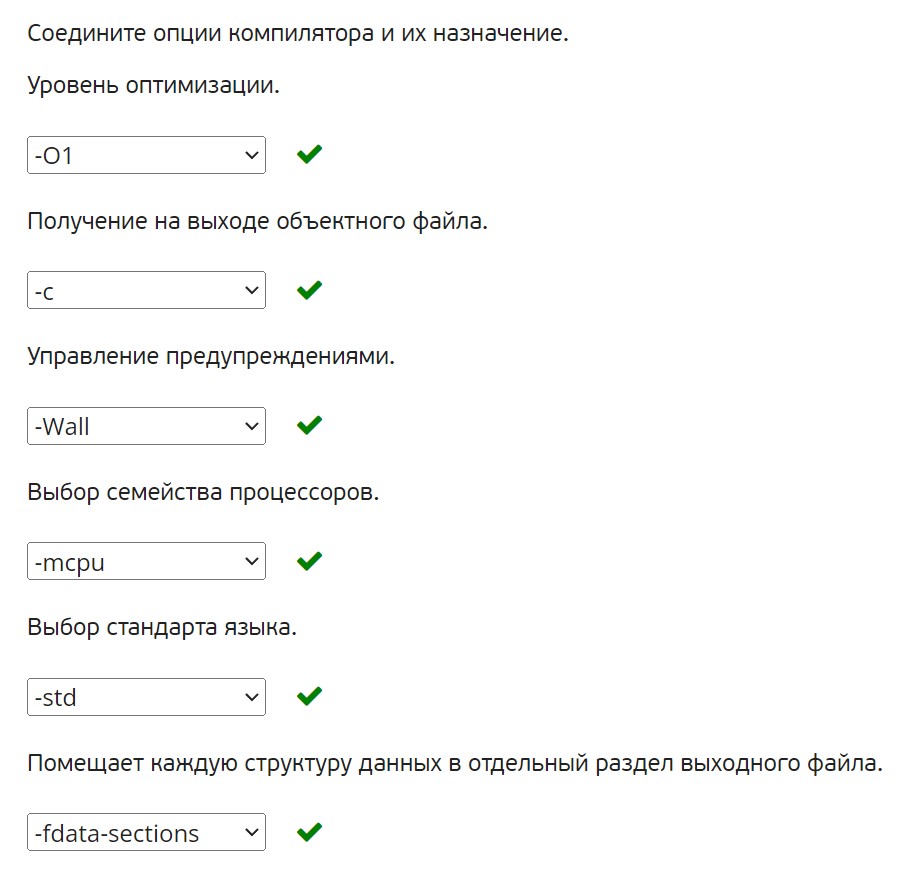 Соедините опции компилятора и их назначение.
Уровень оптимизации.
-O1
Получение на выходе объектного файла.
-c
Управление предупреждениями.
-Wall
Выбор семейства процессоров.
-mcpu
Выбор стандарта языка.
-std
Помещает каждую структуру данных в отдельный раздел выходного файла.
-fdata-sections